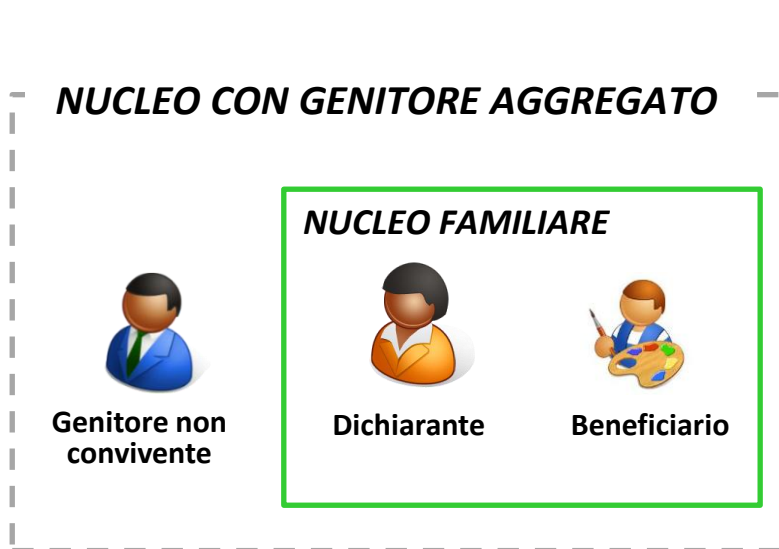 NUCLEO CON GENITORE AGGREGATO
NUCLEO FAMILIARE
Genitore non
convivente
Dichiarante
Beneficiario